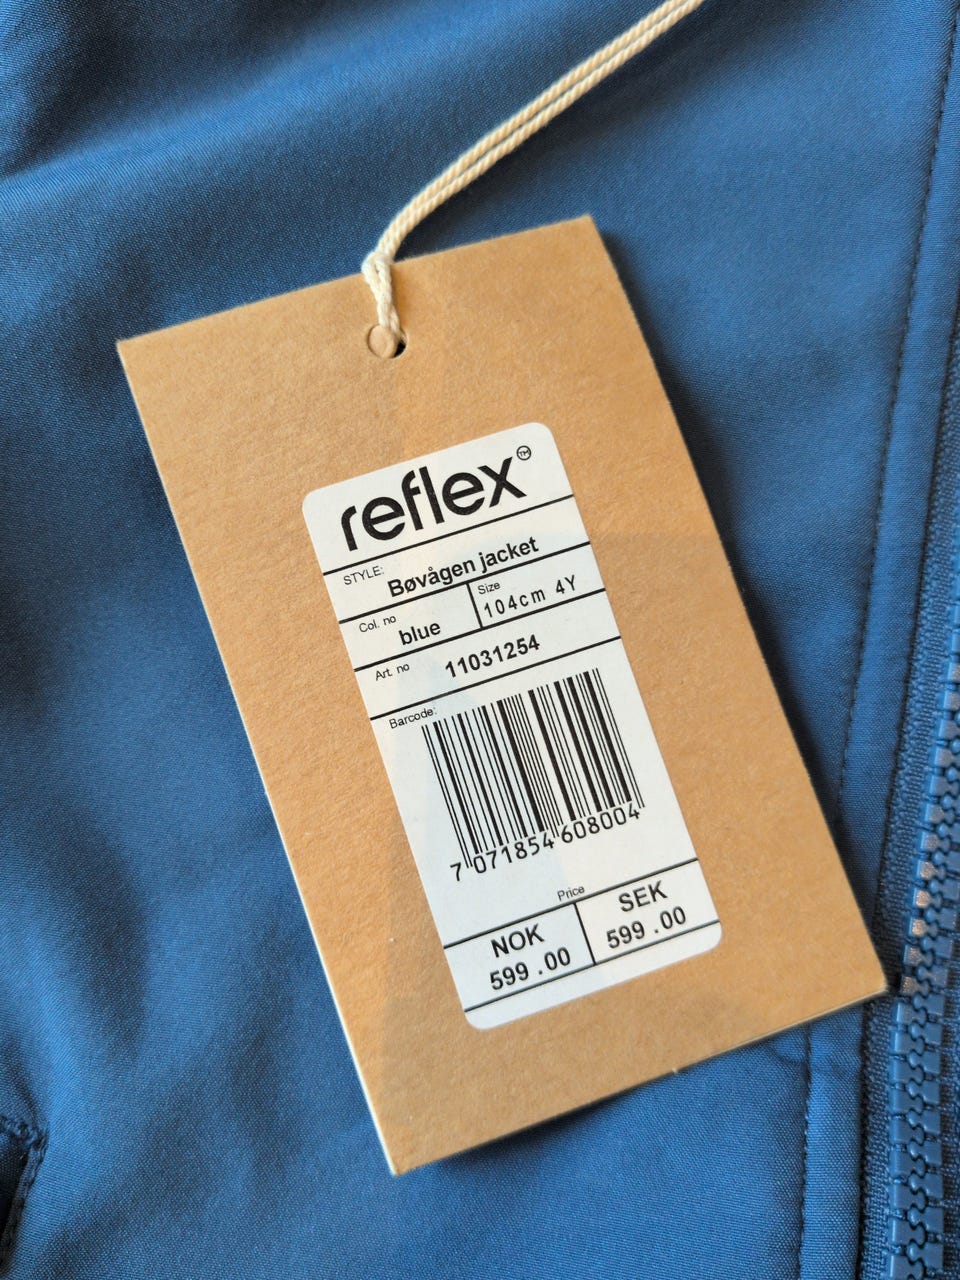 reflex™
STYLE: Bøvågen jacket
Col. no blue Size 104cm 4Y
Art. no 11031254
Barcode:
7 071854 608004
Price
NOK SEK
599 .00 599 .00